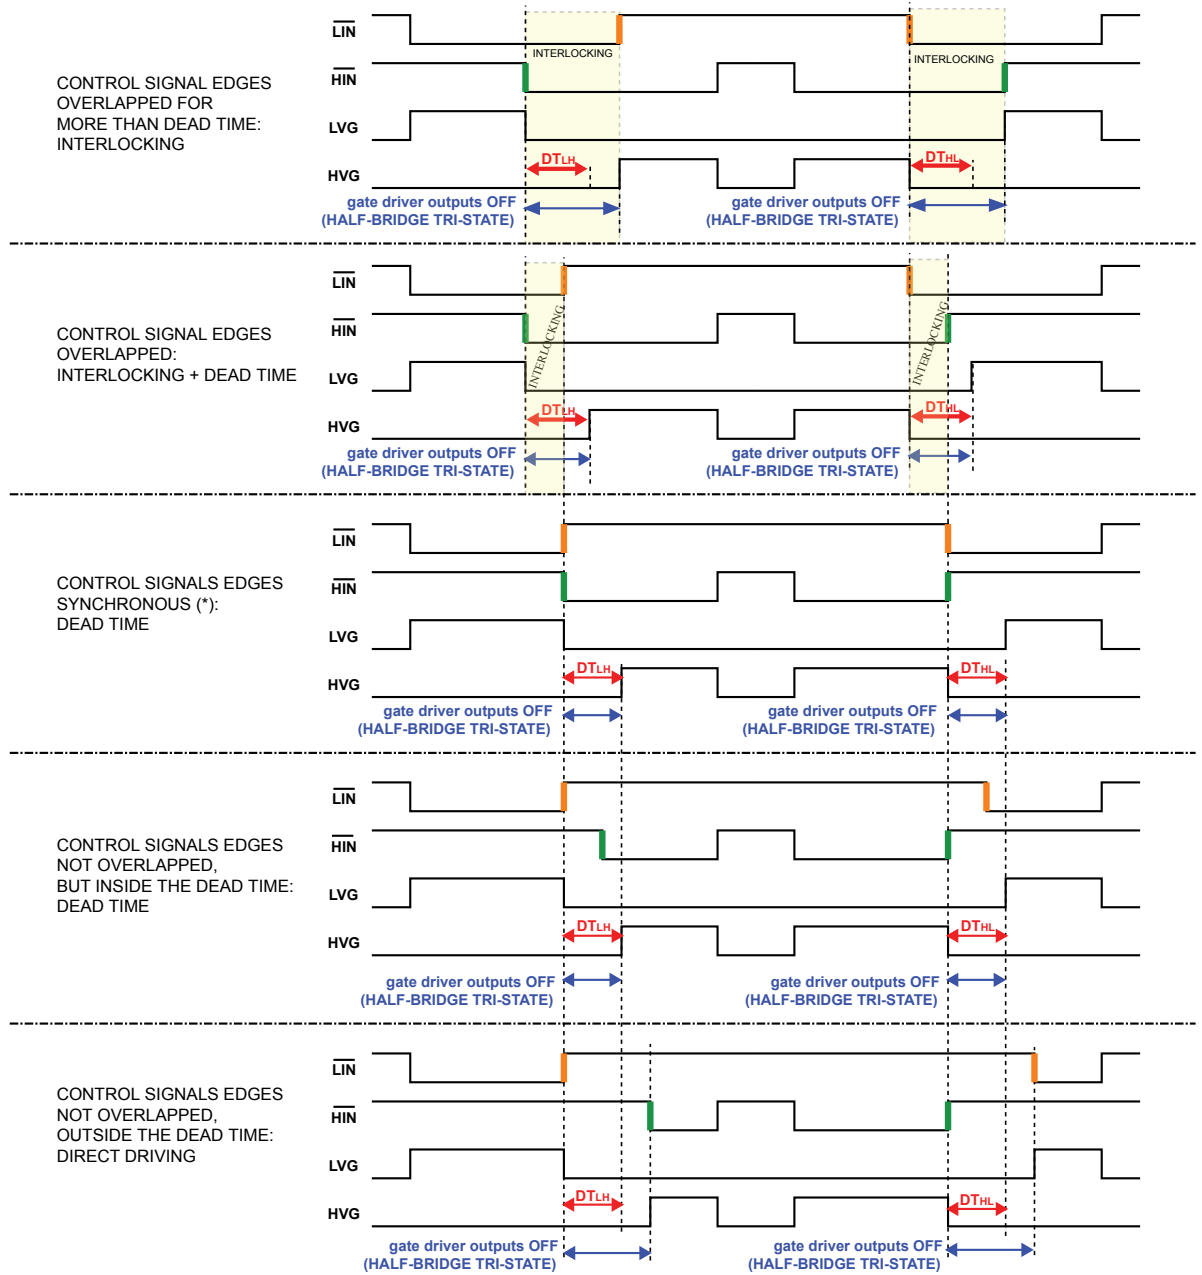 LIN
INTERLOCKING
INTERLOCKING
HIN
CONTROL SIGNAL EDGES
OVERLAPPED FOR
MORE THAN DEAD TIME:
INTERLOCKING
LVG
DTLH
DTHL
HVG
gate driver outputs OFF
(HALF-BRIDGE TRI-STATE)
gate driver outputs OFF
(HALF-BRIDGE TRI-STATE)
LIN
INTERLOCKING
INTERLOCKING
HIN
CONTROL SIGNAL EDGES
OVERLAPPED:
INTERLOCKING + DEAD TIME
LVG
DTLH
DTHL
HVG
gate driver outputs OFF
(HALF-BRIDGE TRI-STATE)
gate driver outputs OFF
(HALF-BRIDGE TRI-STATE)
LIN
HIN
CONTROL SIGNALS EDGES
SYNCHRONOUS (*):
DEAD TIME
LVG
DTLH
DTHL
HVG
gate driver outputs OFF
(HALF-BRIDGE TRI-STATE)
gate driver outputs OFF
(HALF-BRIDGE TRI-STATE)
LIN
HIN
CONTROL SIGNALS EDGES
NOT OVERLAPPED,
BUT INSIDE THE DEAD TIME:
DEAD TIME
LVG
DTLH
DTHL
HVG
gate driver outputs OFF
(HALF-BRIDGE TRI-STATE)
gate driver outputs OFF
(HALF-BRIDGE TRI-STATE)
LIN
HIN
CONTROL SIGNALS EDGES
NOT OVERLAPPED,
OUTSIDE THE DEAD TIME:
DIRECT DRIVING
LVG
DTLH
DTHL
HVG
gate driver outputs OFF
(HALF-BRIDGE TRI-STATE)
gate driver outputs OFF
(HALF-BRIDGE TRI-STATE)